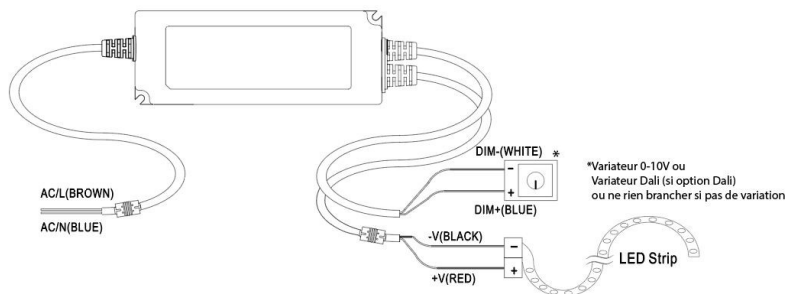 DIM-(WHITE)
*
-
+
DIM+(BLUE)
*Variateur 0-10V ou
Variateur Dali (si option Dali)
ou ne rien brancher si pas de variation
AC/L(BROWN)
AC/N(BLUE)
-V(BLACK)
-
+
+V(RED)
LED Strip